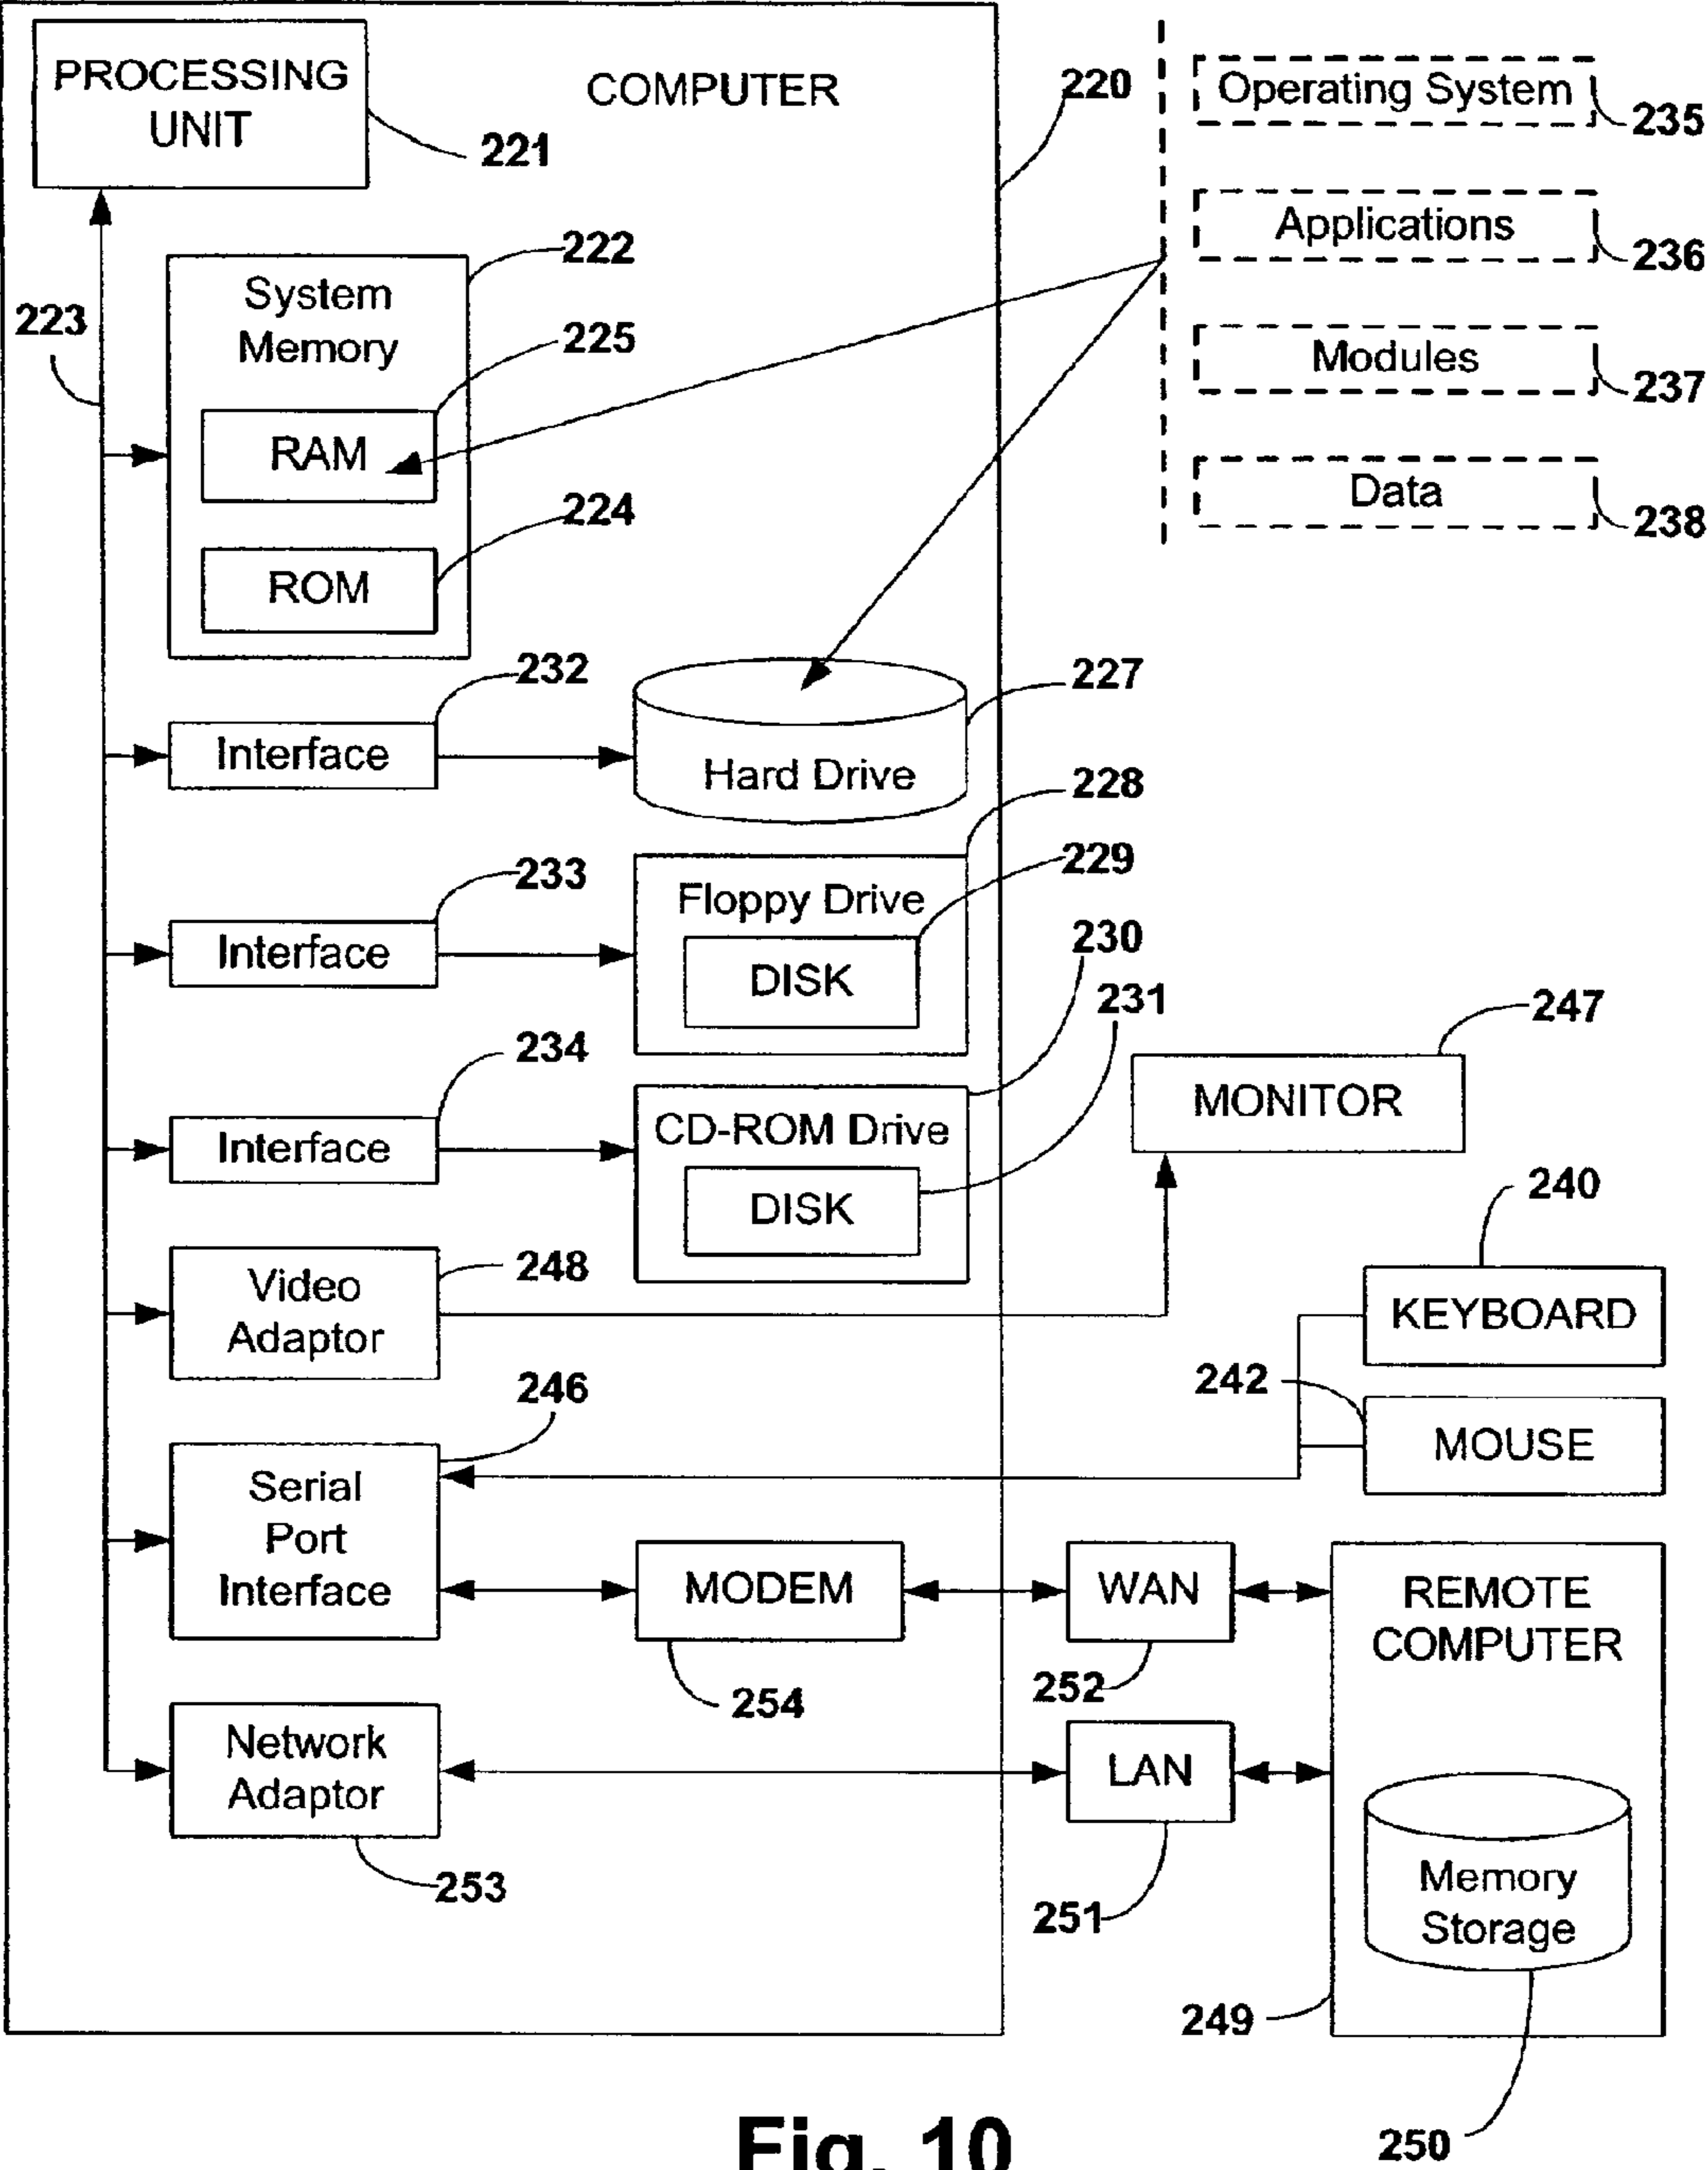 PROCESSING
UNIT
221
COMPUTER
220
Operating System
235
Applications
236
Modules
237
Data
238
223
222
System
Memory
225
RAM
224
ROM
232
Interface
227
Hard Drive
228
233
Interface
Floppy Drive
229
DISK
230
231
234
Interface
CD-ROM Drive
DISK
247
MONITOR
248
Video
Adaptor
240
KEYBOARD
242
MOUSE
246
Serial
Port
Interface
MODEM
254
WAN
252
REMOTE
COMPUTER
Network
Adaptor
253
LAN
251
Memory
Storage
249
250
Fig. 10